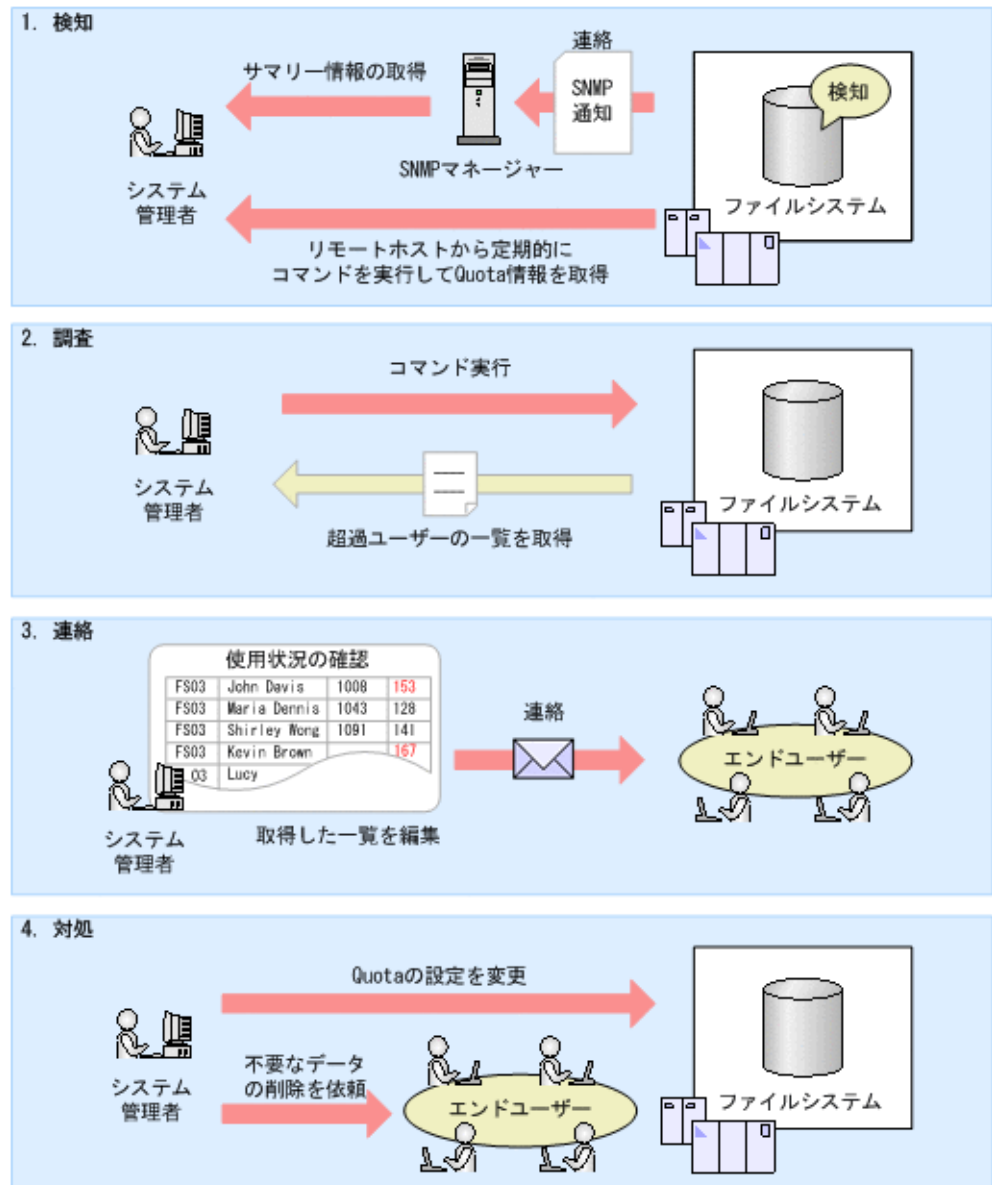 1. 検知
連絡
サマリー情報の取得
SNMP
通知
検知
SNMPマネージャー
システム
管理者
ファイルシステム
リモートホストから定期的に
コマンドを実行してQuota情報を取得
2. 調査
コマンド実行
システム
管理者
ファイルシステム
超過ユーザーの一覧を取得
3. 連絡
使用状況の確認
FS03 John Davis 1008 153
FS03 Maria Dennis 1043 128
FS03 Shirley Wong 1091 141
FS03 Kevin Brown 167
03 Lucy
連絡
エンドユーザー
システム
管理者
取得した一覧を編集
4. 対処
Quotaの設定を変更
不要なデータ
の削除を依頼
システム
管理者
エンドユーザー
ファイルシステム